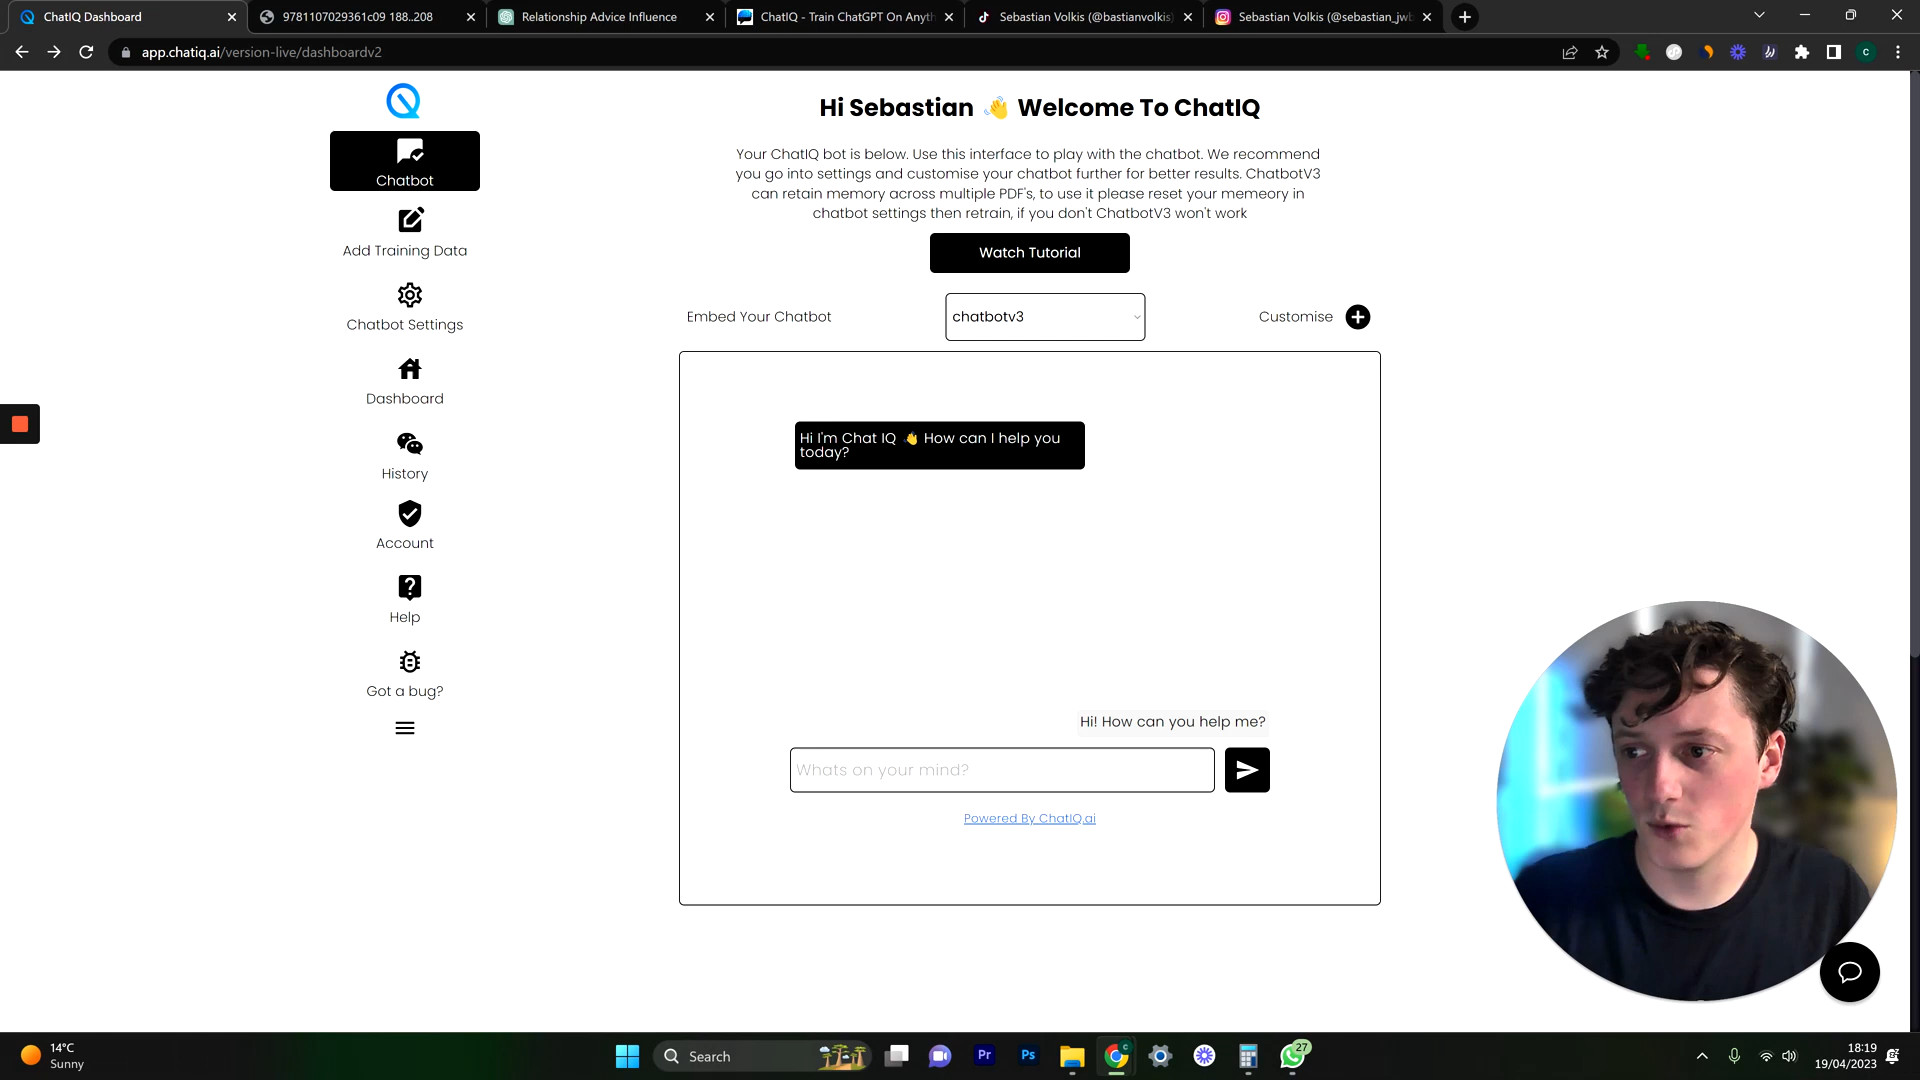 ChatIQ Dashboard
9781107029361c09 188..208
Relationship Advice Influence
ChatIQ - Train ChatGPT On Anyth
Sebastian Volkis (@bastianvolkis)
Sebastian Volkis (@sebastian_jwb
app.chatiq.ai/version-live/dashboardv2
Hi Sebastian 👋 Welcome To ChatIQ
Your ChatIQ bot is below. Use this interface to play with the chatbot. We recommend
you go into settings and customise your chatbot further for better results. ChatbotV3
can retain memory across multiple PDF's, to use it please reset your memeory in
chatbot settings then retrain, if you don't ChatbotV3 won't work
Watch Tutorial
Chatbot
Add Training Data
Chatbot Settings
Dashboard
History
Account
Help
Got a bug?
Embed Your Chatbot
chatbotv3
Customise
Hi I'm Chat IQ 👋 How can I help you
today?
Hi! How can you help me?
Whats on your mind?
Powered By ChatIQ.ai
14°C
Sunny
Search
Pr
Ps
27
18:19
19/04/2023